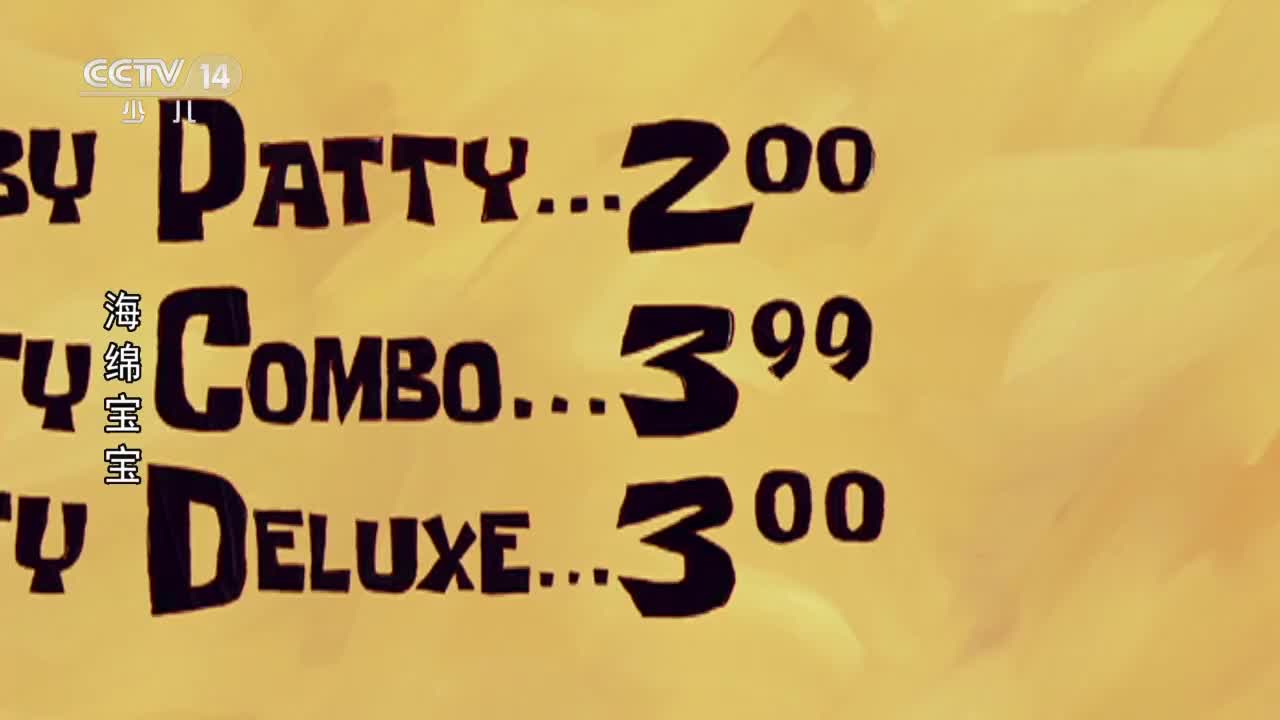 CCTV 14
少儿
BY PATTY...2⁰⁰
TY COMBO...3⁹⁹
TY DELUXE...3⁰⁰
海绵宝宝